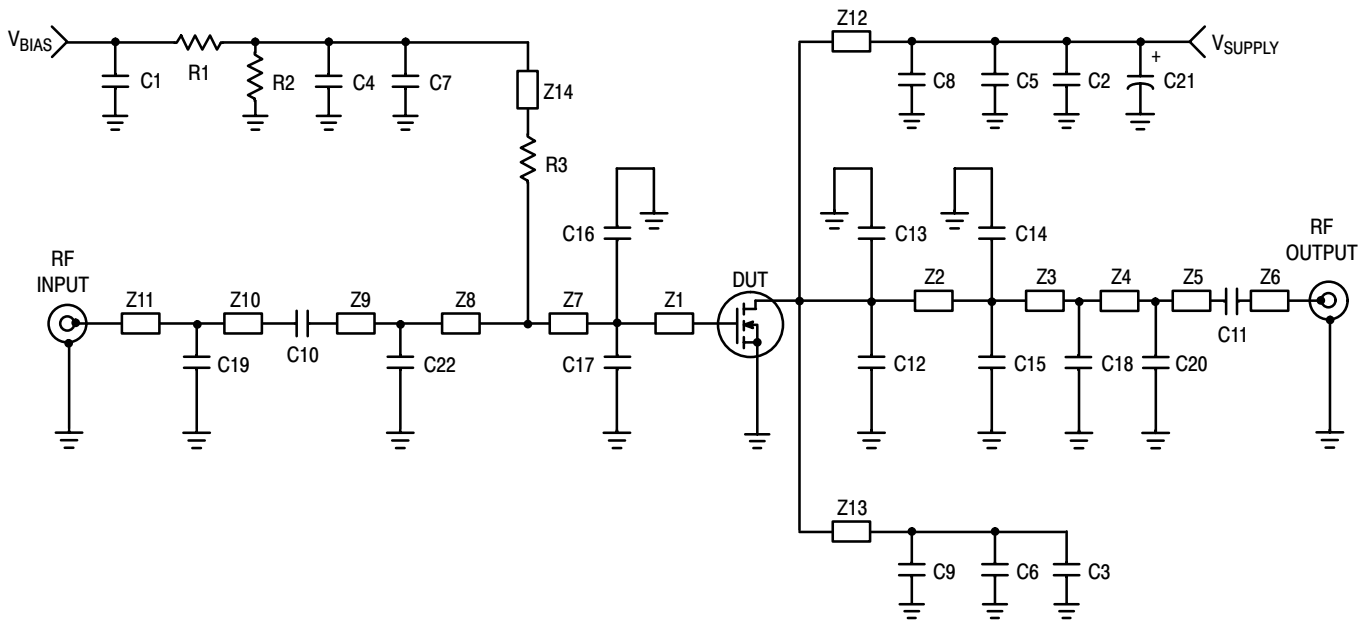 Z12
VBIAS
R1
C1
R2
C4
C7
Z14
R3
+
VSUPPLY
C8
C5
C2
C21
C16
C13
C14
RF
INPUT
RF
OUTPUT
DUT
Z11
Z10
Z9
Z8
Z7
Z1
Z2
Z3
Z4
Z5
Z6
C10
C11
C19
C22
C17
C12
C15
C18
C20
Z13
C9
C6
C3